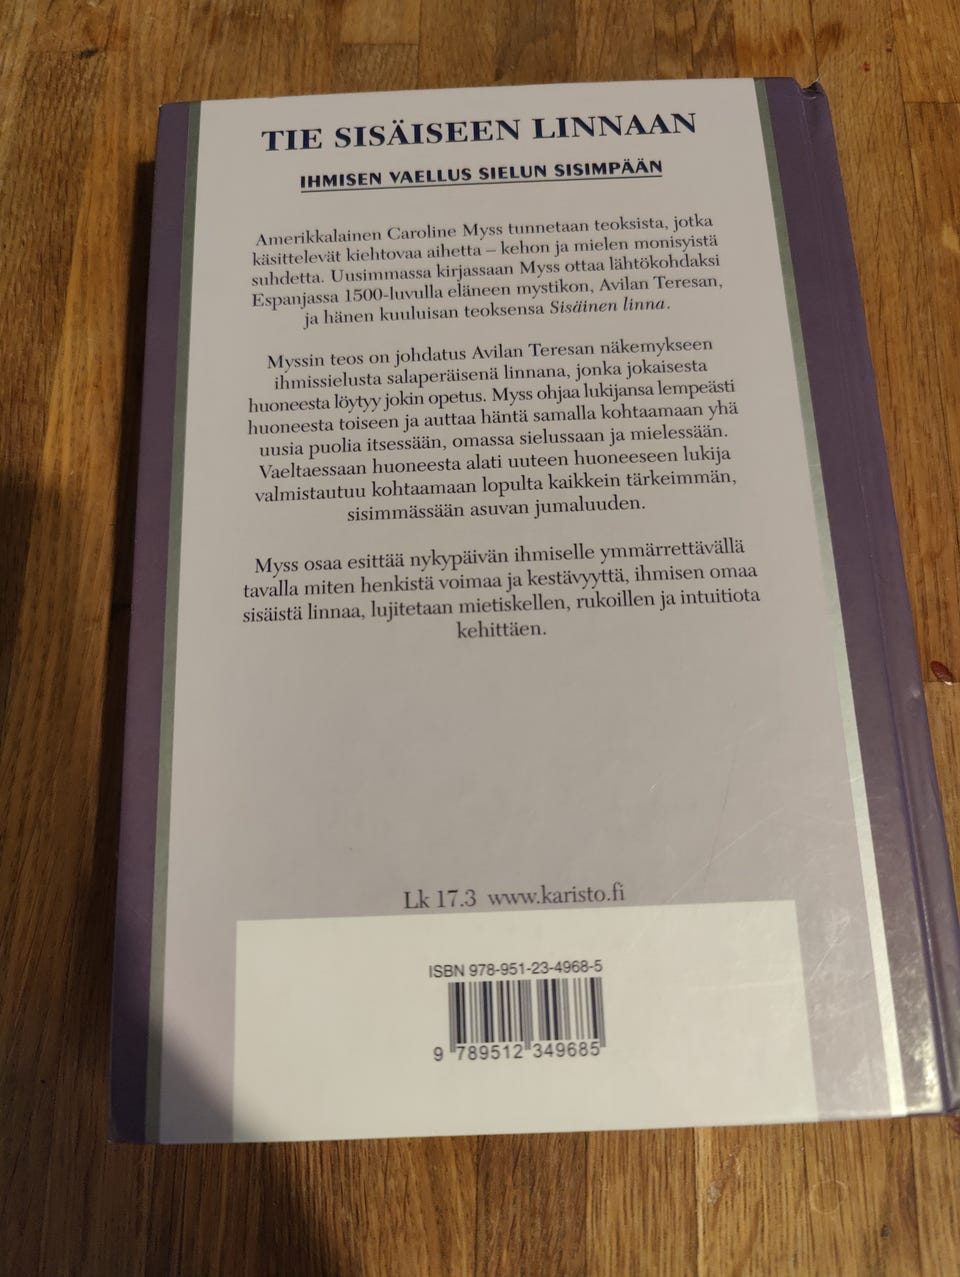 TIE SISÄISEEN LINNAAN
IHMISEN VAELLUS SIELUN SISIMPÄÄN
Amerikkalainen Caroline Myss tunnetaan teoksista, jotka
käsittelevät kiehtovaa aihetta – kehon ja mielen monisyistä
suhdetta. Uusimmassa kirjassaan Myss ottaa lähtökohdaksi
Espanjassa 1500-luvulla eläneen mystikon, Avilan Teresan,
ja hänen kuuluisan teoksensa Sisäinen linna.
Myssin teos on johdatus Avilan Teresan näkemykseen
ihmissielusta salaperäisenä linnana, jonka jokaisesta
huoneesta löytyy jokin opetus. Myss ohjaa lukijansa lempeästi
huoneesta toiseen ja auttaa häntä samalla kohtaamaan yhä
uusia puolia itsessään, omassa sielussaan ja mielessään.
Vaeltaessaan huoneesta alati uuteen huoneeseen lukija
valmistautuu kohtaamaan lopulta kaikkein tärkeimmän,
sisimmässään asuvan jumaluuden.
Myss osaa esittää nykypäivän ihmiselle ymmärrettävällä
tavalla miten henkistä voimaa ja kestävyyttä, ihmisen omaa
sisäistä linnaa, lujitetaan mietiskellen, rukoillen ja intuitiota
kehittäen.
Lk 17.3 www.karisto.fi
ISBN 978-951-23-4968-5
9 789512 349685